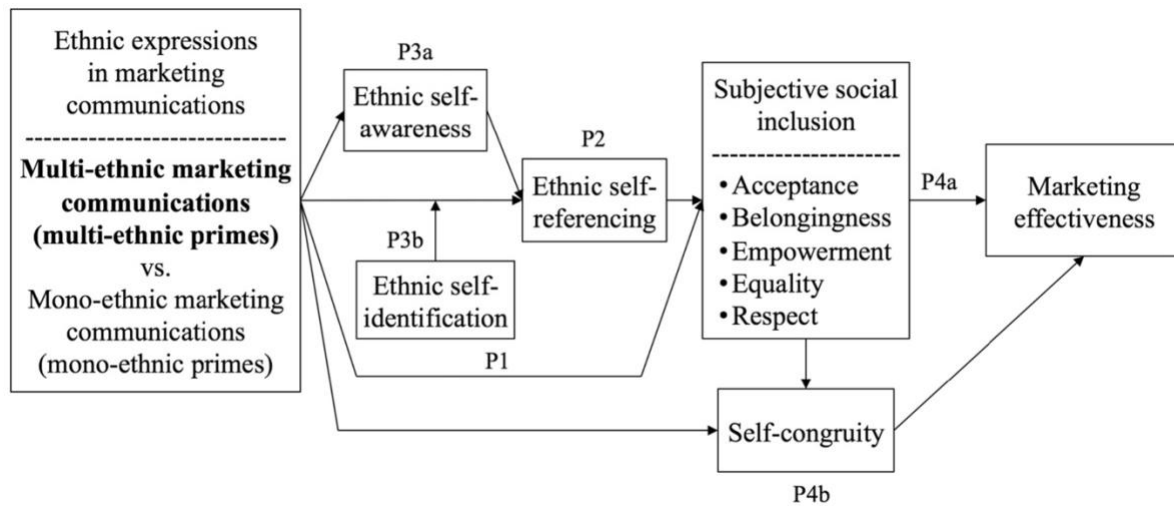 Ethnic expressions
in marketing
communications
Multi-ethnic marketing
communications
(multi-ethnic primes)
vs.
Mono-ethnic marketing
communications
(mono-ethnic primes)
P3a
Ethnic self-
awareness
P3b
Ethnic self-
identification
P1
P2
Ethnic self-
referencing
Subjective social
inclusion
• Acceptance
• Belongingness
• Empowerment
• Equality
• Respect
P4a
Marketing
effectiveness
Self-congruity
P4b